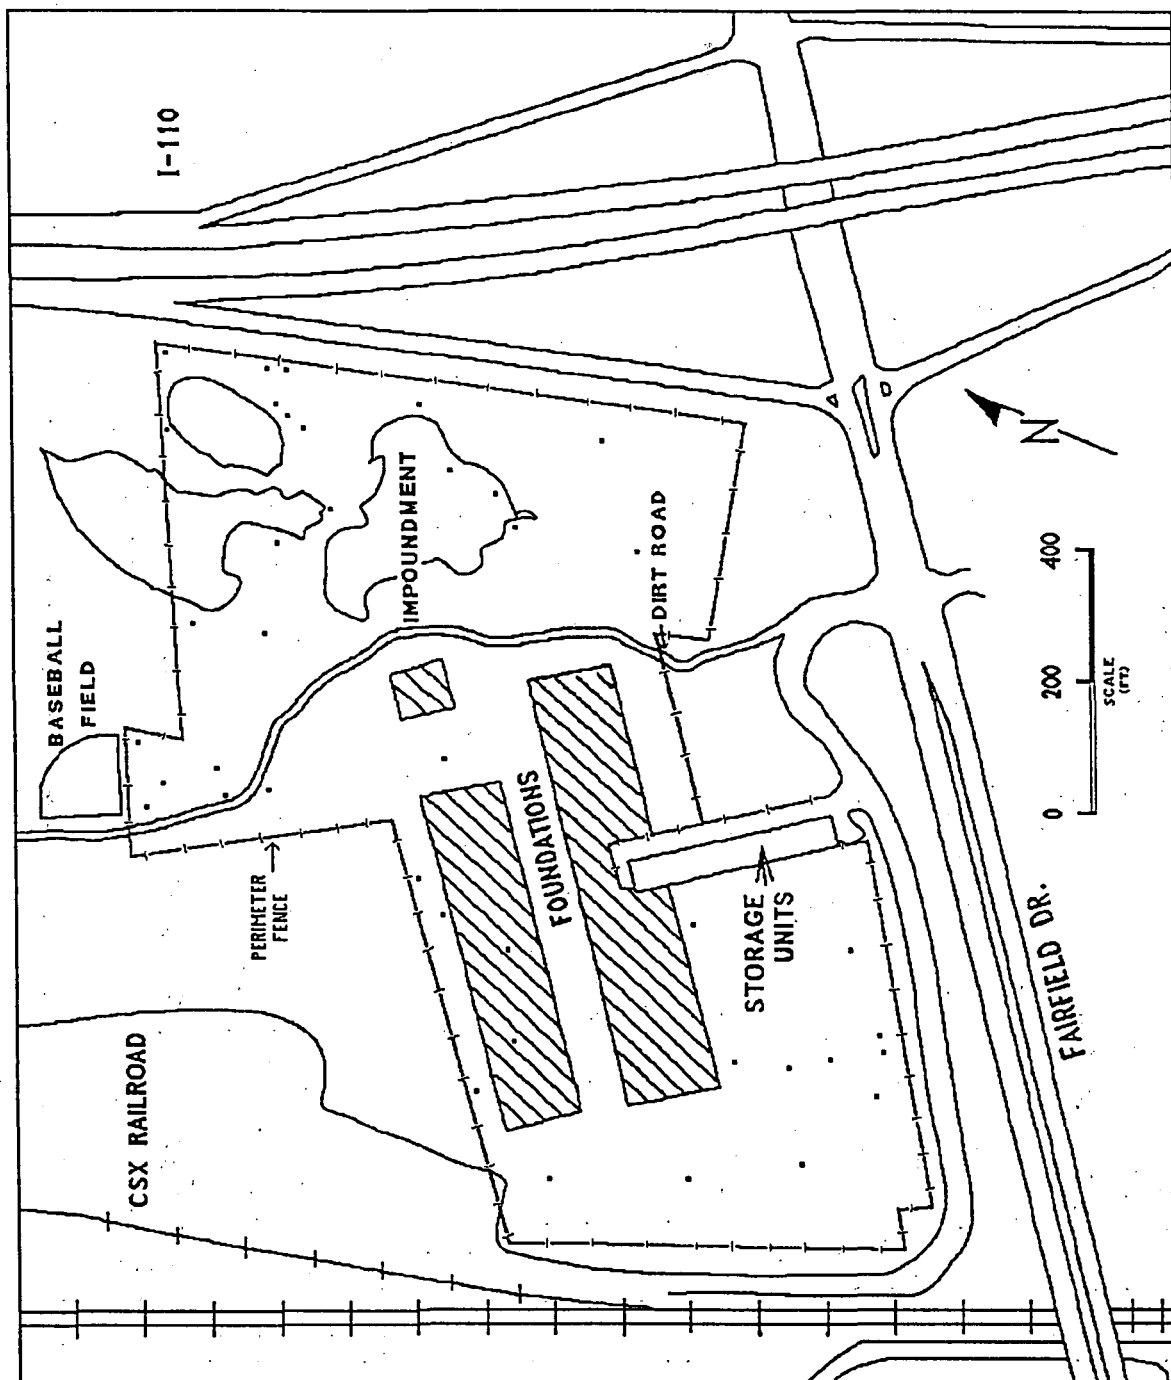 I-110
BASEBALL
FIELD
IMPOUNDMENT
DIRT ROAD
N
PERIMETER
FENCE
FOUNDATIONS
STORAGE
UNITS
0 200 400
SCALE
(FT)
CSX RAILROAD
FAIRFIELD DR.